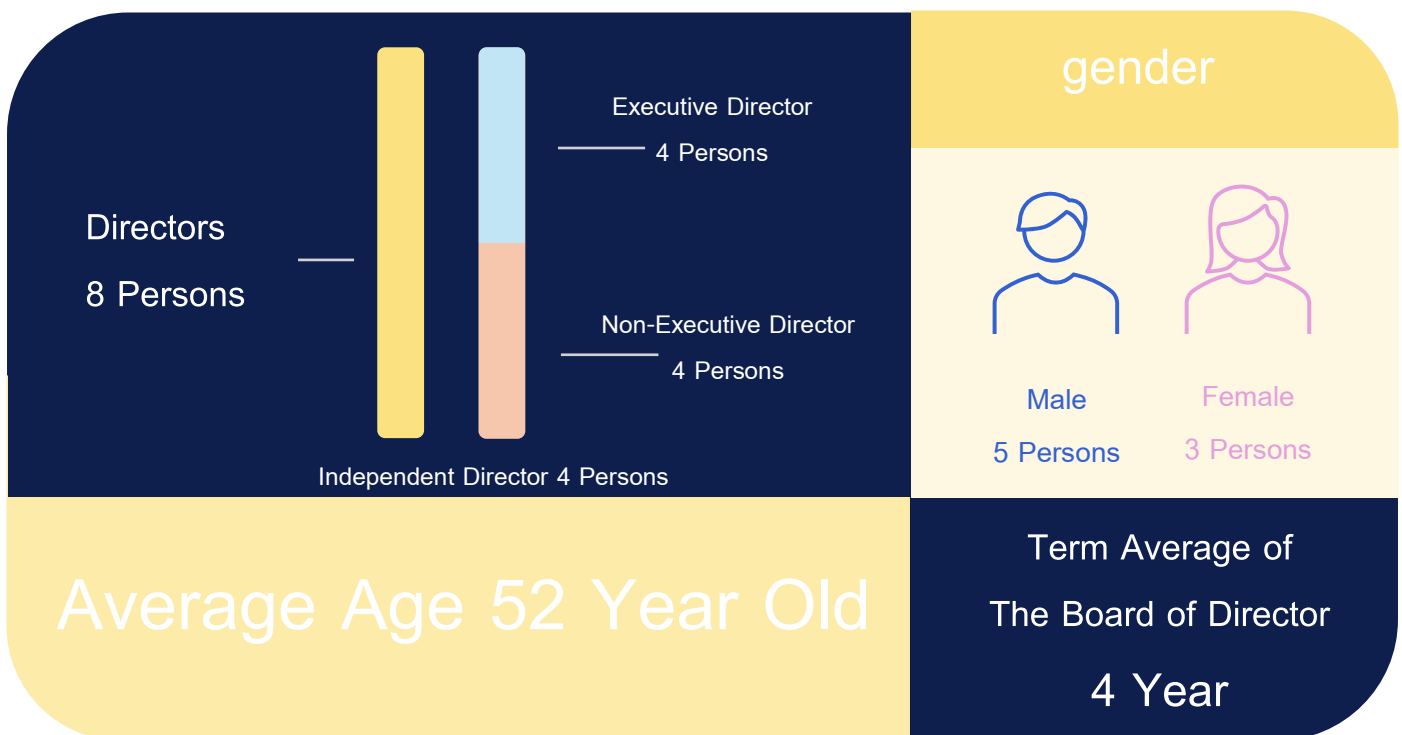 Directors
8 Persons
Executive Director
4 Persons
Non-Executive Director
4 Persons
Independent Director 4 Persons
gender
Male
5 Persons
Female
3 Persons
Average Age 52 Year Old
Term Average of
The Board of Director
4 Year